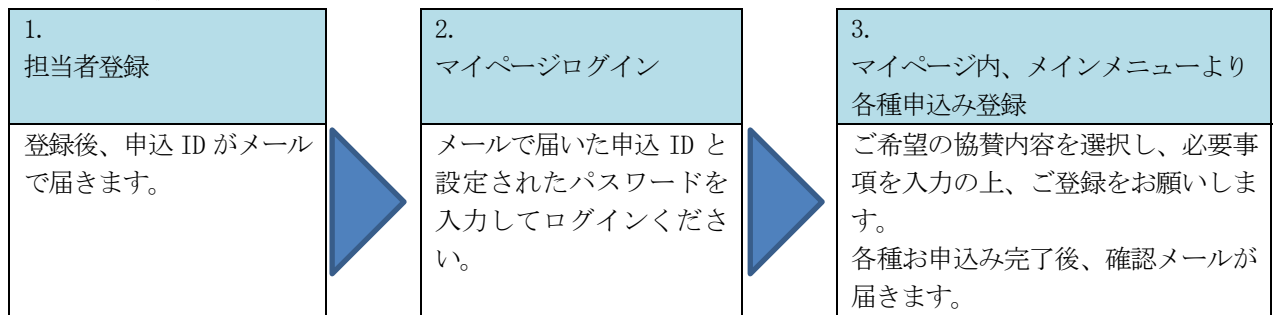 1.
担当者登録
登録後、申込 ID がメール
で届きます。
2.
マイページログイン
メールで届いた申込 ID と
設定されたパスワードを
入力してログインくださ
い。
3.
マイページ内、メインメニューより
各種申込み登録
ご希望の協賛内容を選択し、必要事
項を入力の上、ご登録をお願いしま
す。
各種お申込み完了後、確認メールが
届きます。